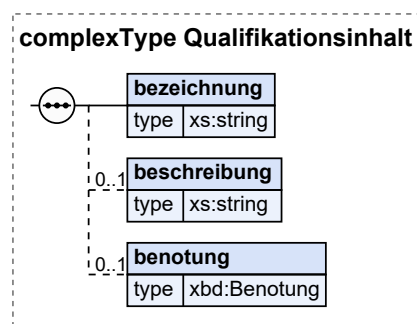 complexType Qualifikationsinhalt
bezeichnung
type xs:string
0..1 beschreibung
type xs:string
0..1 benotung
type xbd:Benotung